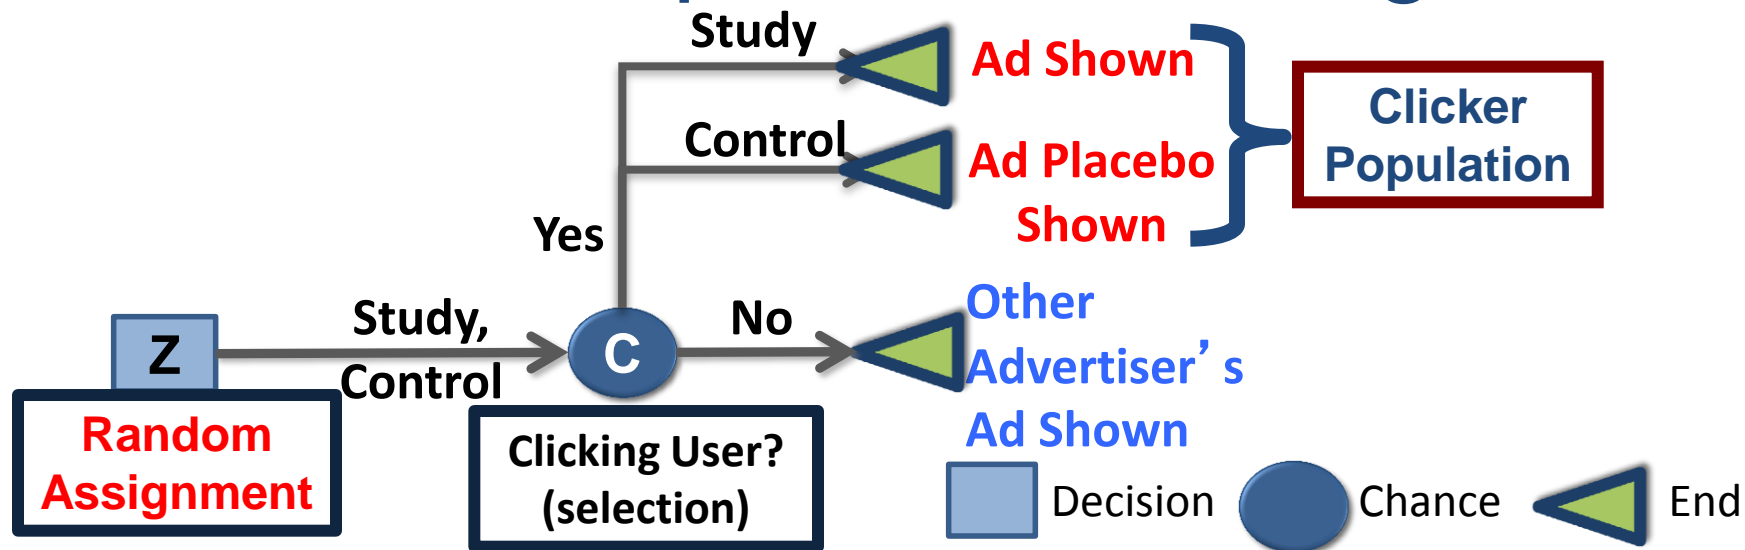 Study
Ad Shown
Clicker
Population
Control
Ad Placebo
Shown
Yes
Z
Study,
Control
C
No
Other
Advertiser's
Ad Shown
Random
Assignment
Clicking User?
(selection)
Decision
Chance
End